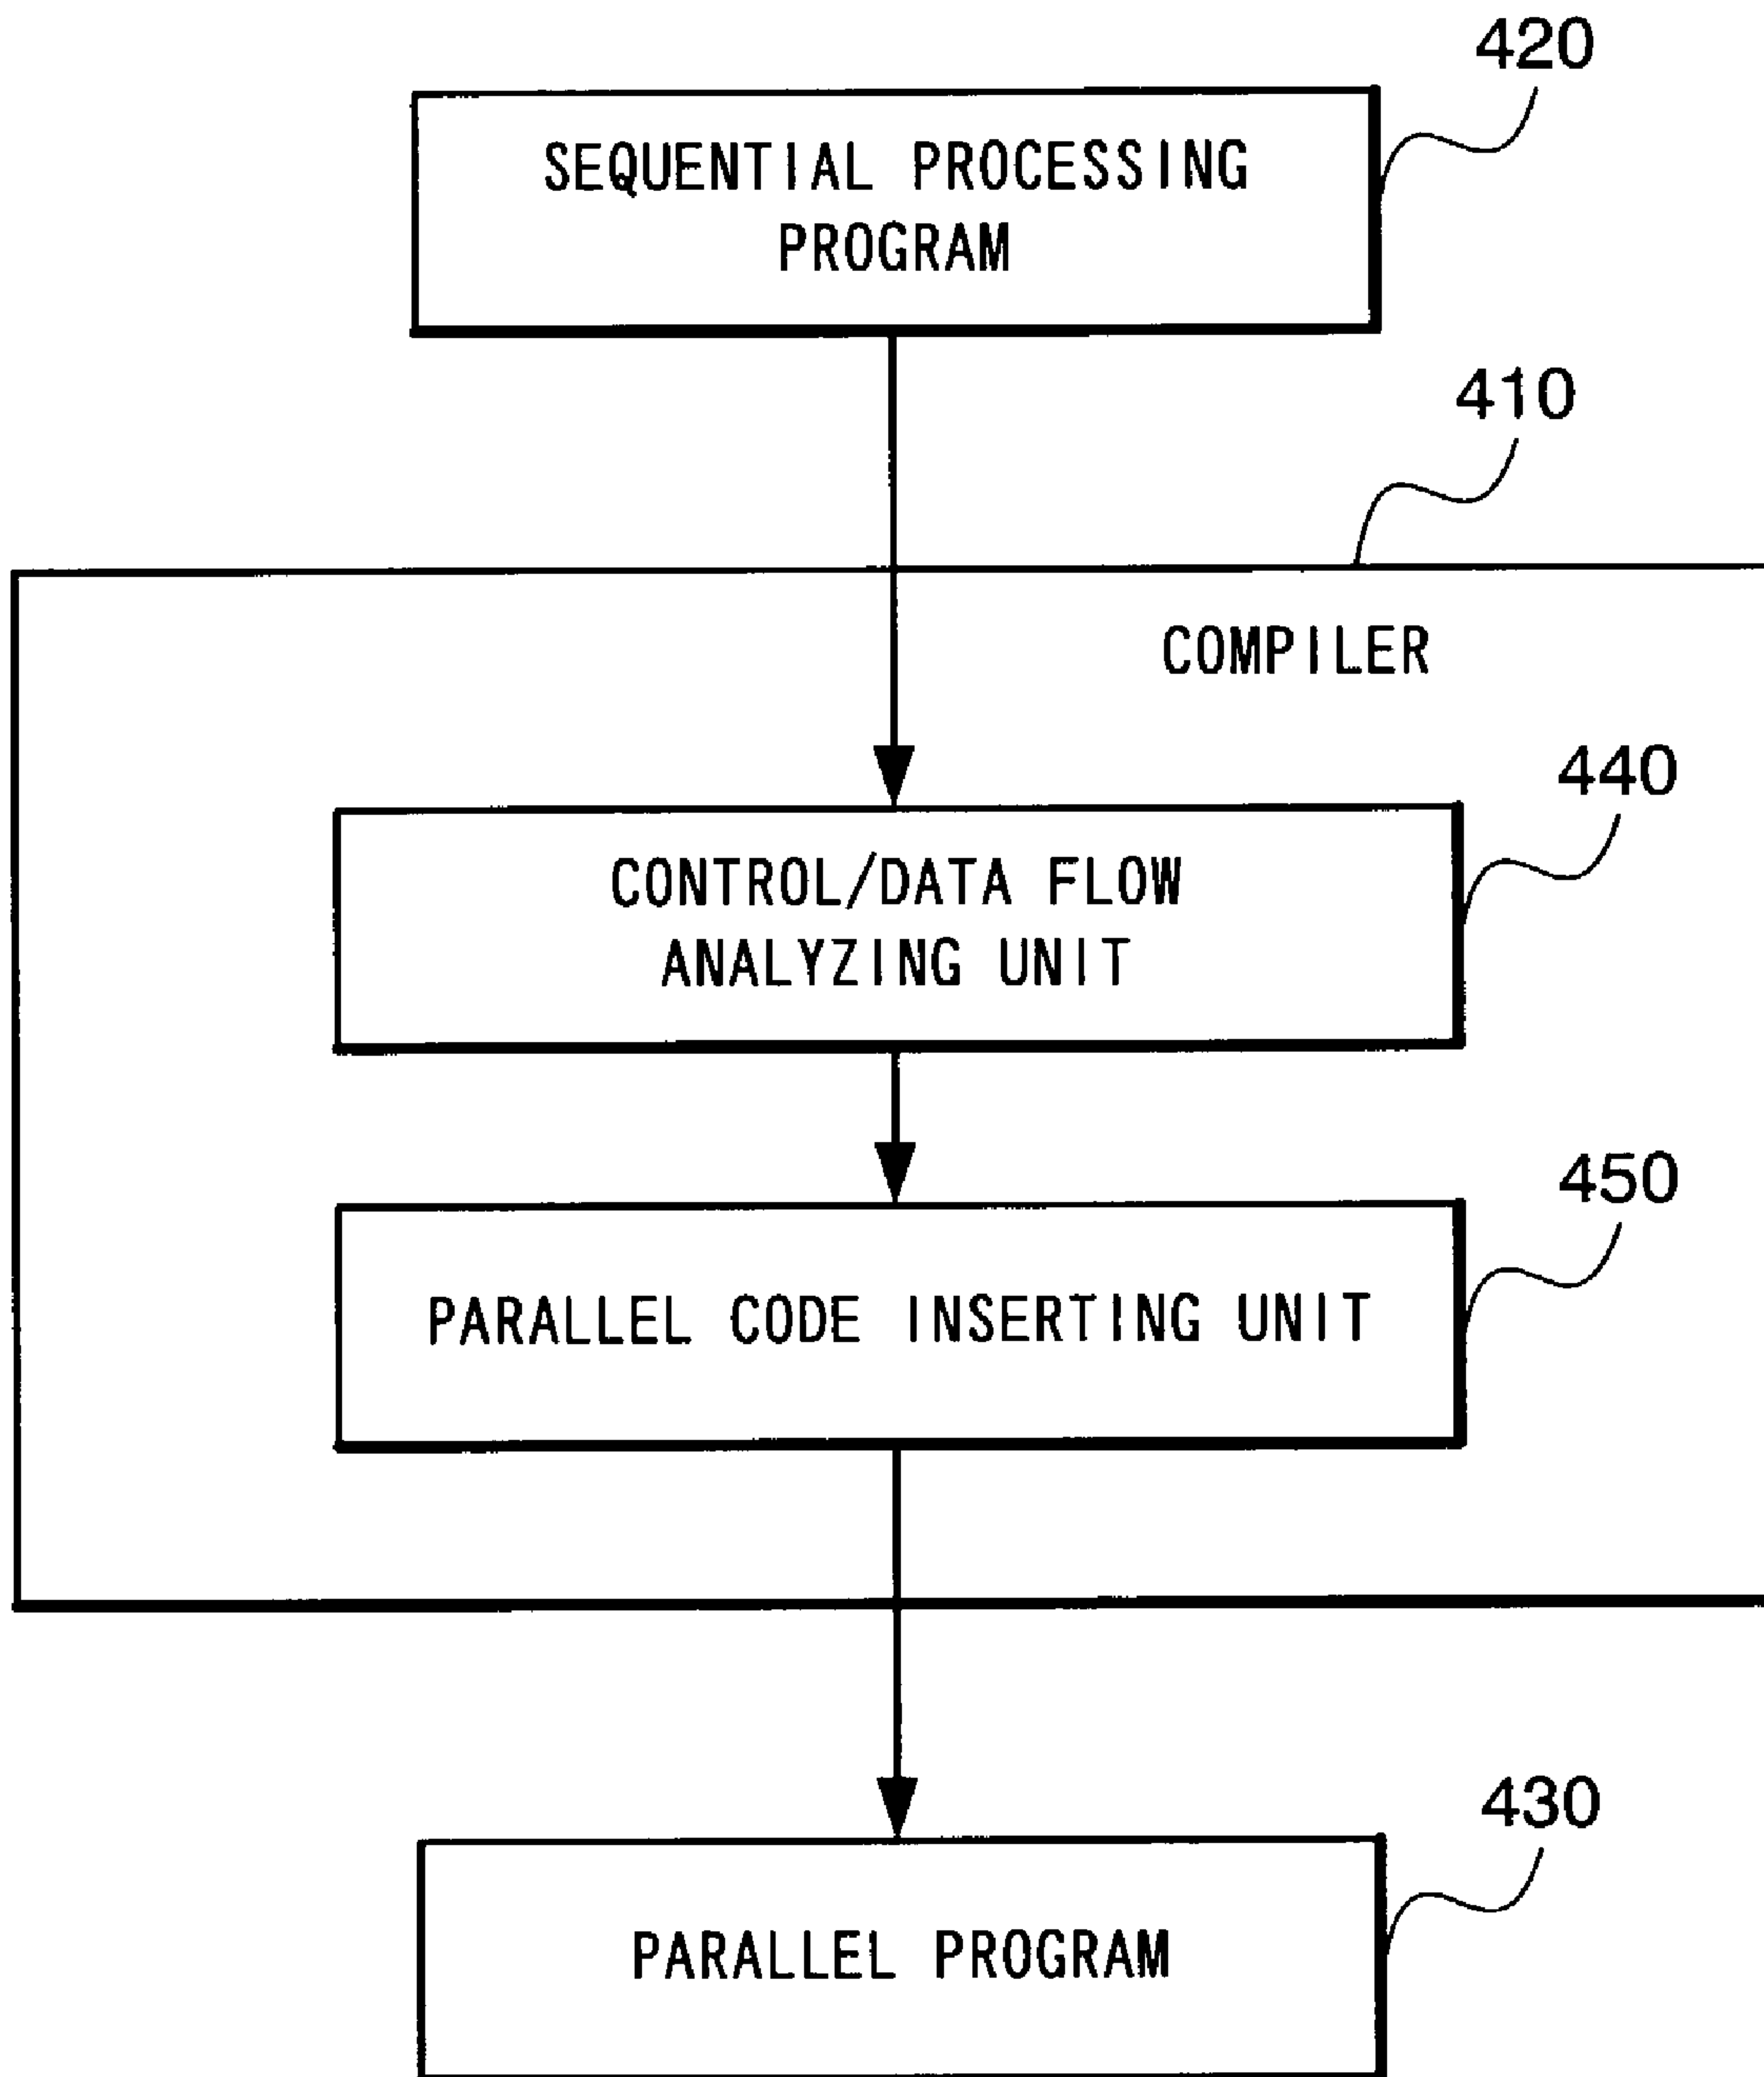 420
SEQUENTIAL PROCESSING
PROGRAM
410
COMPILER
440
CONTROL/DATA FLOW
ANALYZING UNIT
450
PARALLEL CODE INSERTING UNIT
430
PARALLEL PROGRAM